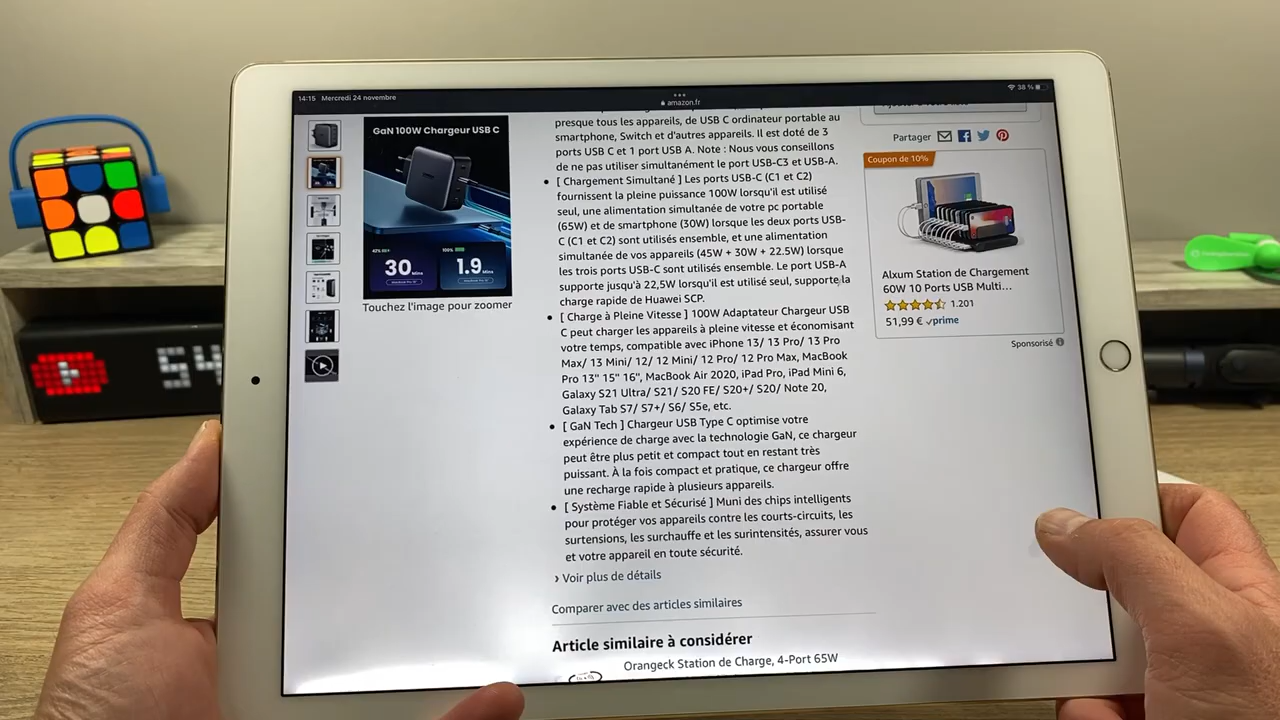 14:15 Mercredi 24 novembre
amazon.fr
38 %
GaN 100W Chargeur USB C
30 Mins
100%
1.9 Mins
Touchez l'image pour zoomer
presque tous les appareils, de USB C ordinateur portable au
smartphone, Switch et d'autres appareils. Il est doté de 3
ports USB C et 1 port USB A. Note : Nous vous conseillons
de ne pas utiliser simultanément le port USB-C3 et USB-A.
[ Chargement Simultané ] Les ports USB-C (C1 et C2)
fournissent la pleine puissance 100W lorsqu'il est utilisé
seul, une alimentation simultanée de votre pc portable
(65W) et de smartphone (30W) lorsque les deux ports USB-
C (C1 et C2) sont utilisés ensemble, et une alimentation
simultanée de vos appareils (45W + 30W + 22.5W) lorsque
les trois ports USB-C sont utilisés ensemble. Le port USB-A
supporte jusqu'à 22,5W lorsqu'il est utilisé seul, supporte la
charge rapide de Huawei SCP.
[ Charge à Pleine Vitesse ] 100W Adaptateur Chargeur USB
C peut charger les appareils à pleine vitesse et économisant
votre temps, compatible avec iPhone 13/ 13 Pro/ 13 Pro
Max/ 13 Mini/ 12/ 12 Mini/ 12 Pro/ 12 Pro Max, MacBook
Pro 13" 15" 16", MacBook Air 2020, iPad Pro, iPad Mini 6,
Galaxy S21 Ultra/ S21/ S20 FE/ S20+/ S20/ Note 20,
Galaxy Tab S7/ S7+/ S6/ S5e, etc.
[ GaN Tech ] Chargeur USB Type C optimise votre
expérience de charge avec la technologie GaN, ce chargeur
peut être plus petit et compact tout en restant très
puissant. À la fois compact et pratique, ce chargeur offre
une recharge rapide à plusieurs appareils.
[ Système Fiable et Sécurisé ] Muni des chips intelligents
pour protéger vos appareils contre les courts-circuits, les
surtensions, les surchauffe et les surintensités, assurer vous
et votre appareil en toute sécurité.
› Voir plus de détails
Comparer avec des articles similaires
Article similaire à considérer
Orangeck Station de Charge, 4-Port 65W
Partager
Coupon de 10%
Alxum Station de Chargement
60W 10 Ports USB Multi...
1.201
51,99 € prime
Sponsorisé
54